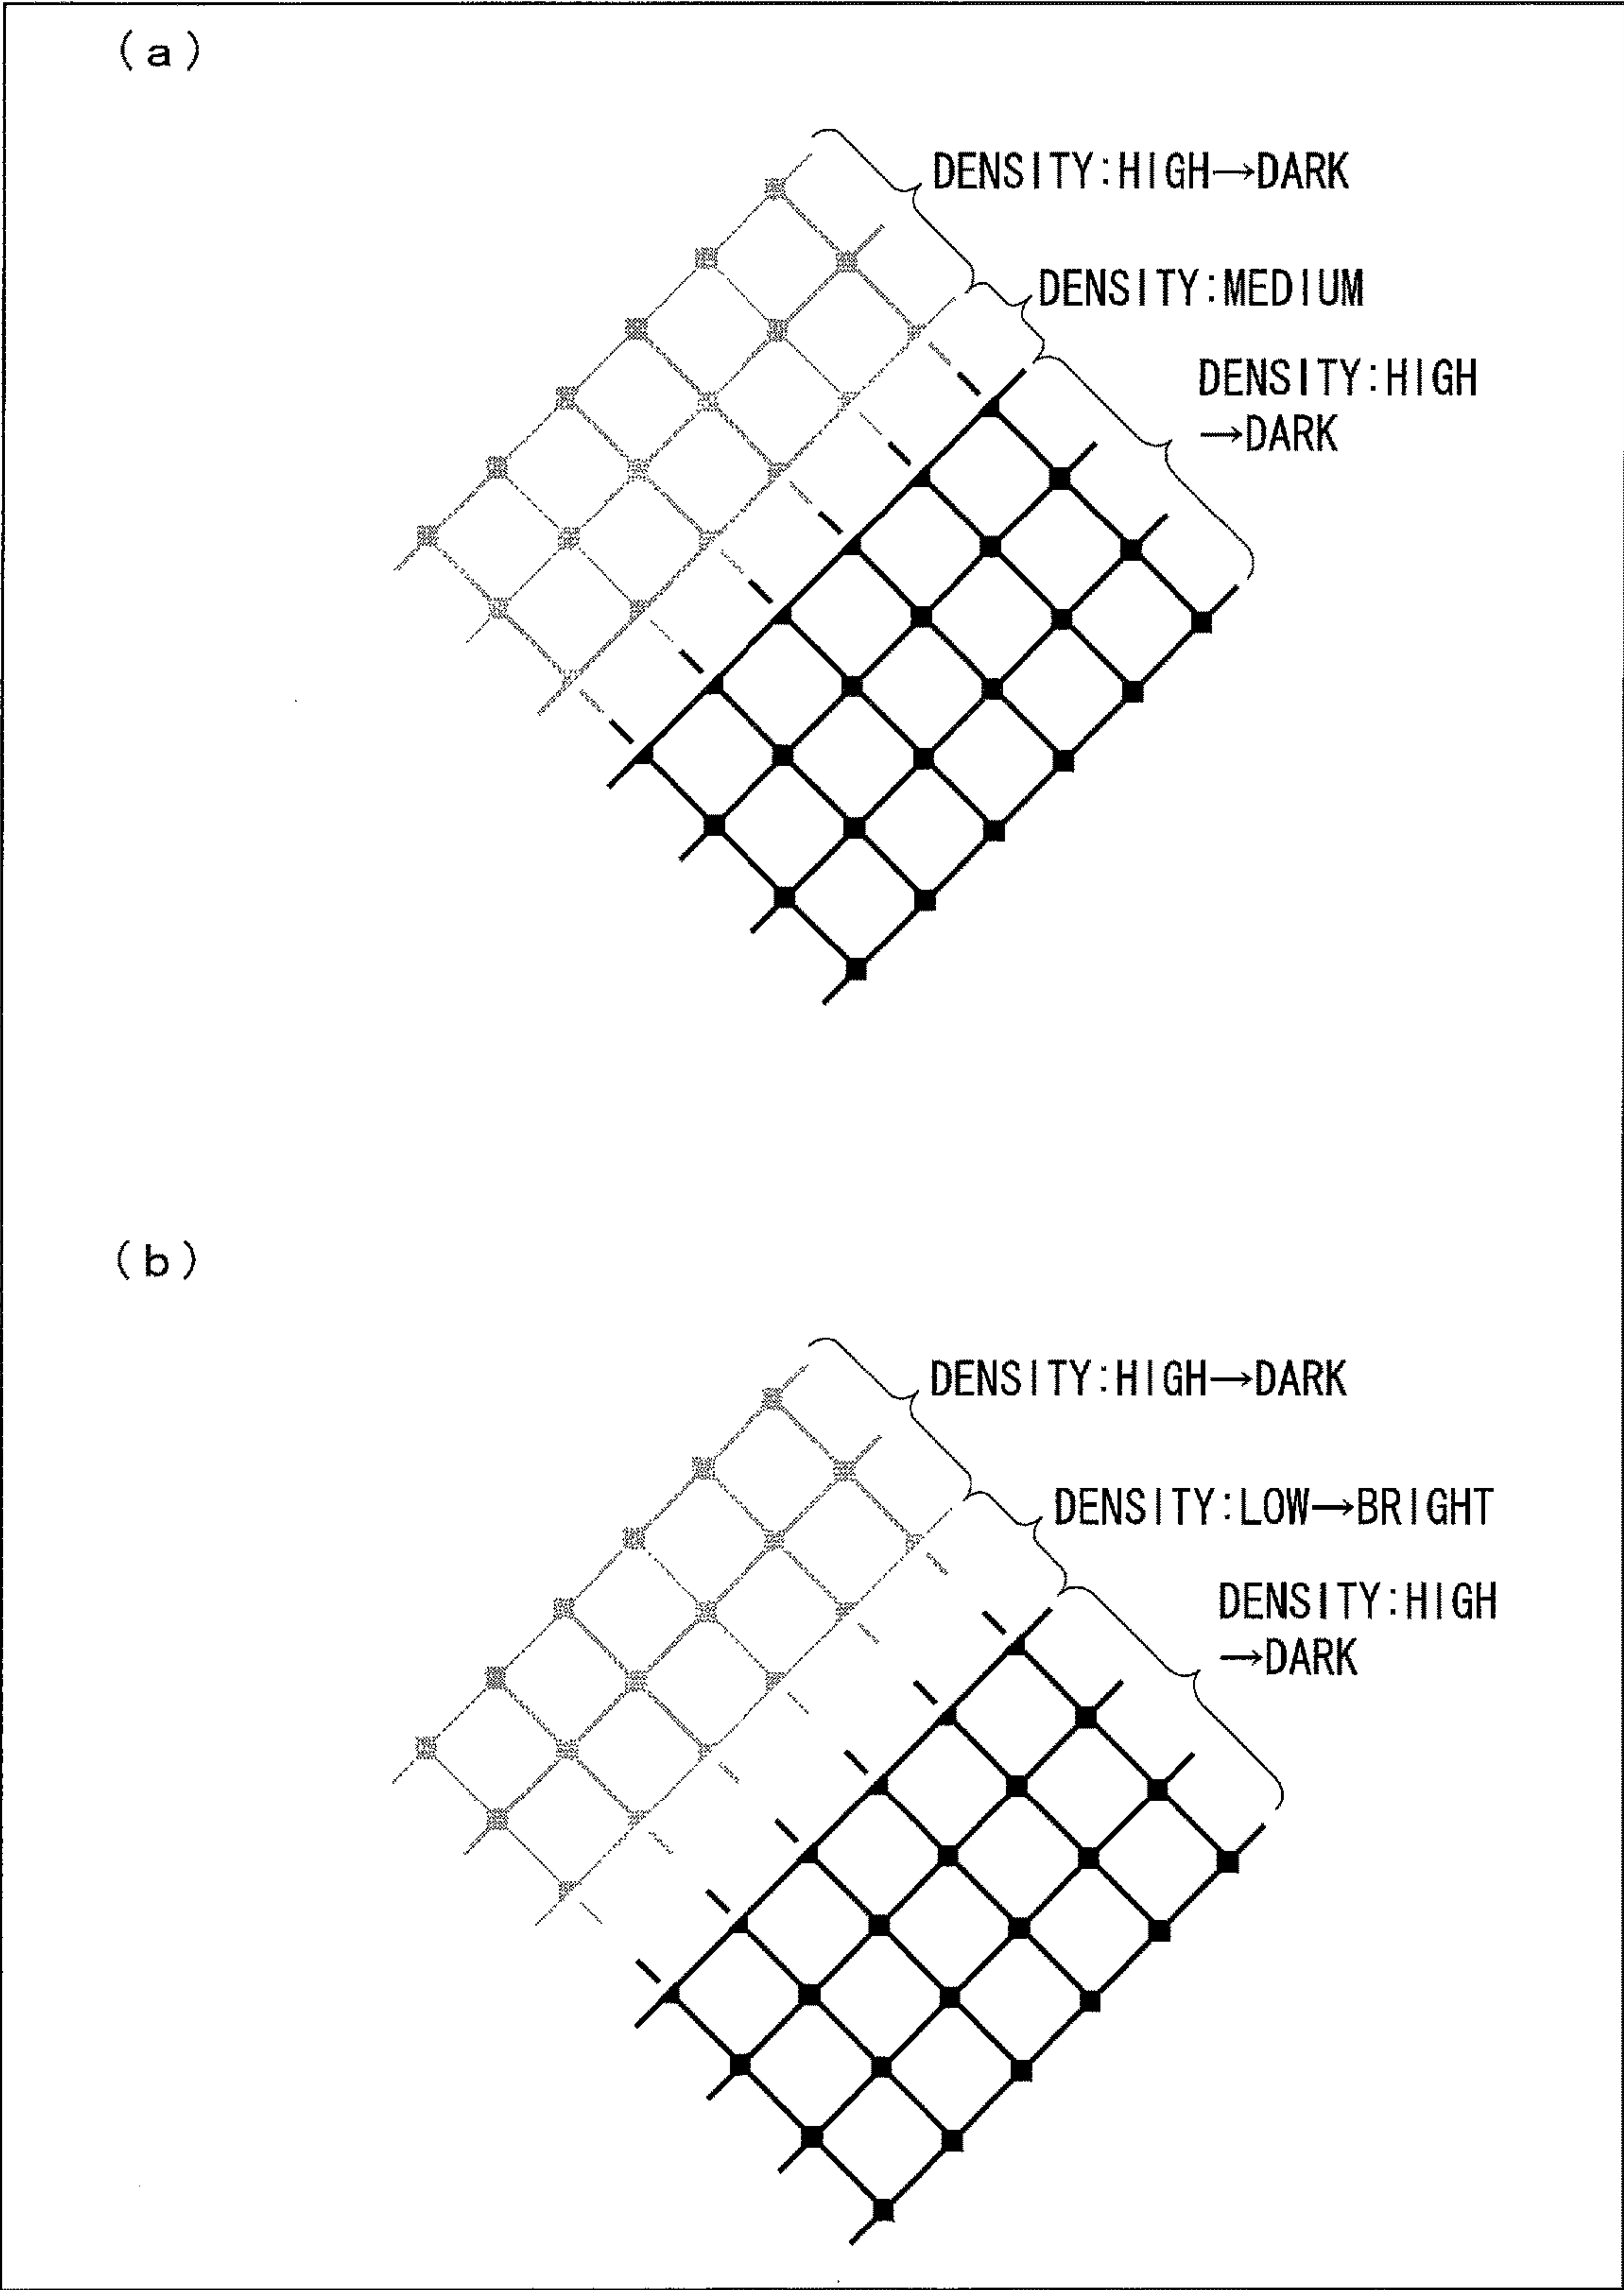 (a)
DENSITY:HIGH→DARK
DENSITY:MEDIUM
DENSITY:HIGH
→DARK
(b)
DENSITY:HIGH→DARK
DENSITY:LOW→BRIGHT
DENSITY:HIGH
→DARK